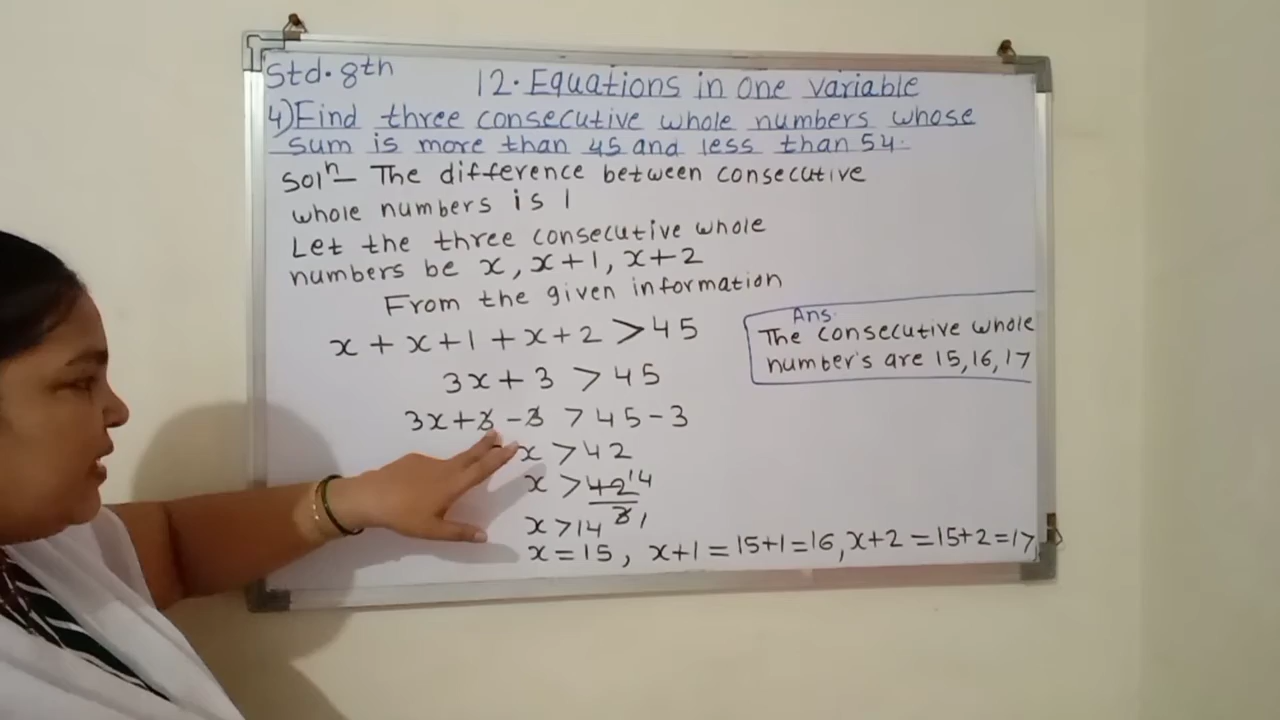 Std. 8th
12. Equations in one variable
4) Find three consecutive whole numbers whose
sum is more than 45 and less than 54.
Solⁿ- The difference between consecutive
whole numbers is 1
Let the three consecutive whole
numbers be x, x+1, x+2
From the given information
x + x+1 + x+2 > 45
3x + 3 > 45
3x+3 - 3 > 45 - 3
x > 42
x > 42/3 14 1
x > 14
x = 15, x+1 = 15+1 = 16, x+2 = 15+2 = 17
Ans.
The consecutive whole
number's are 15, 16, 17